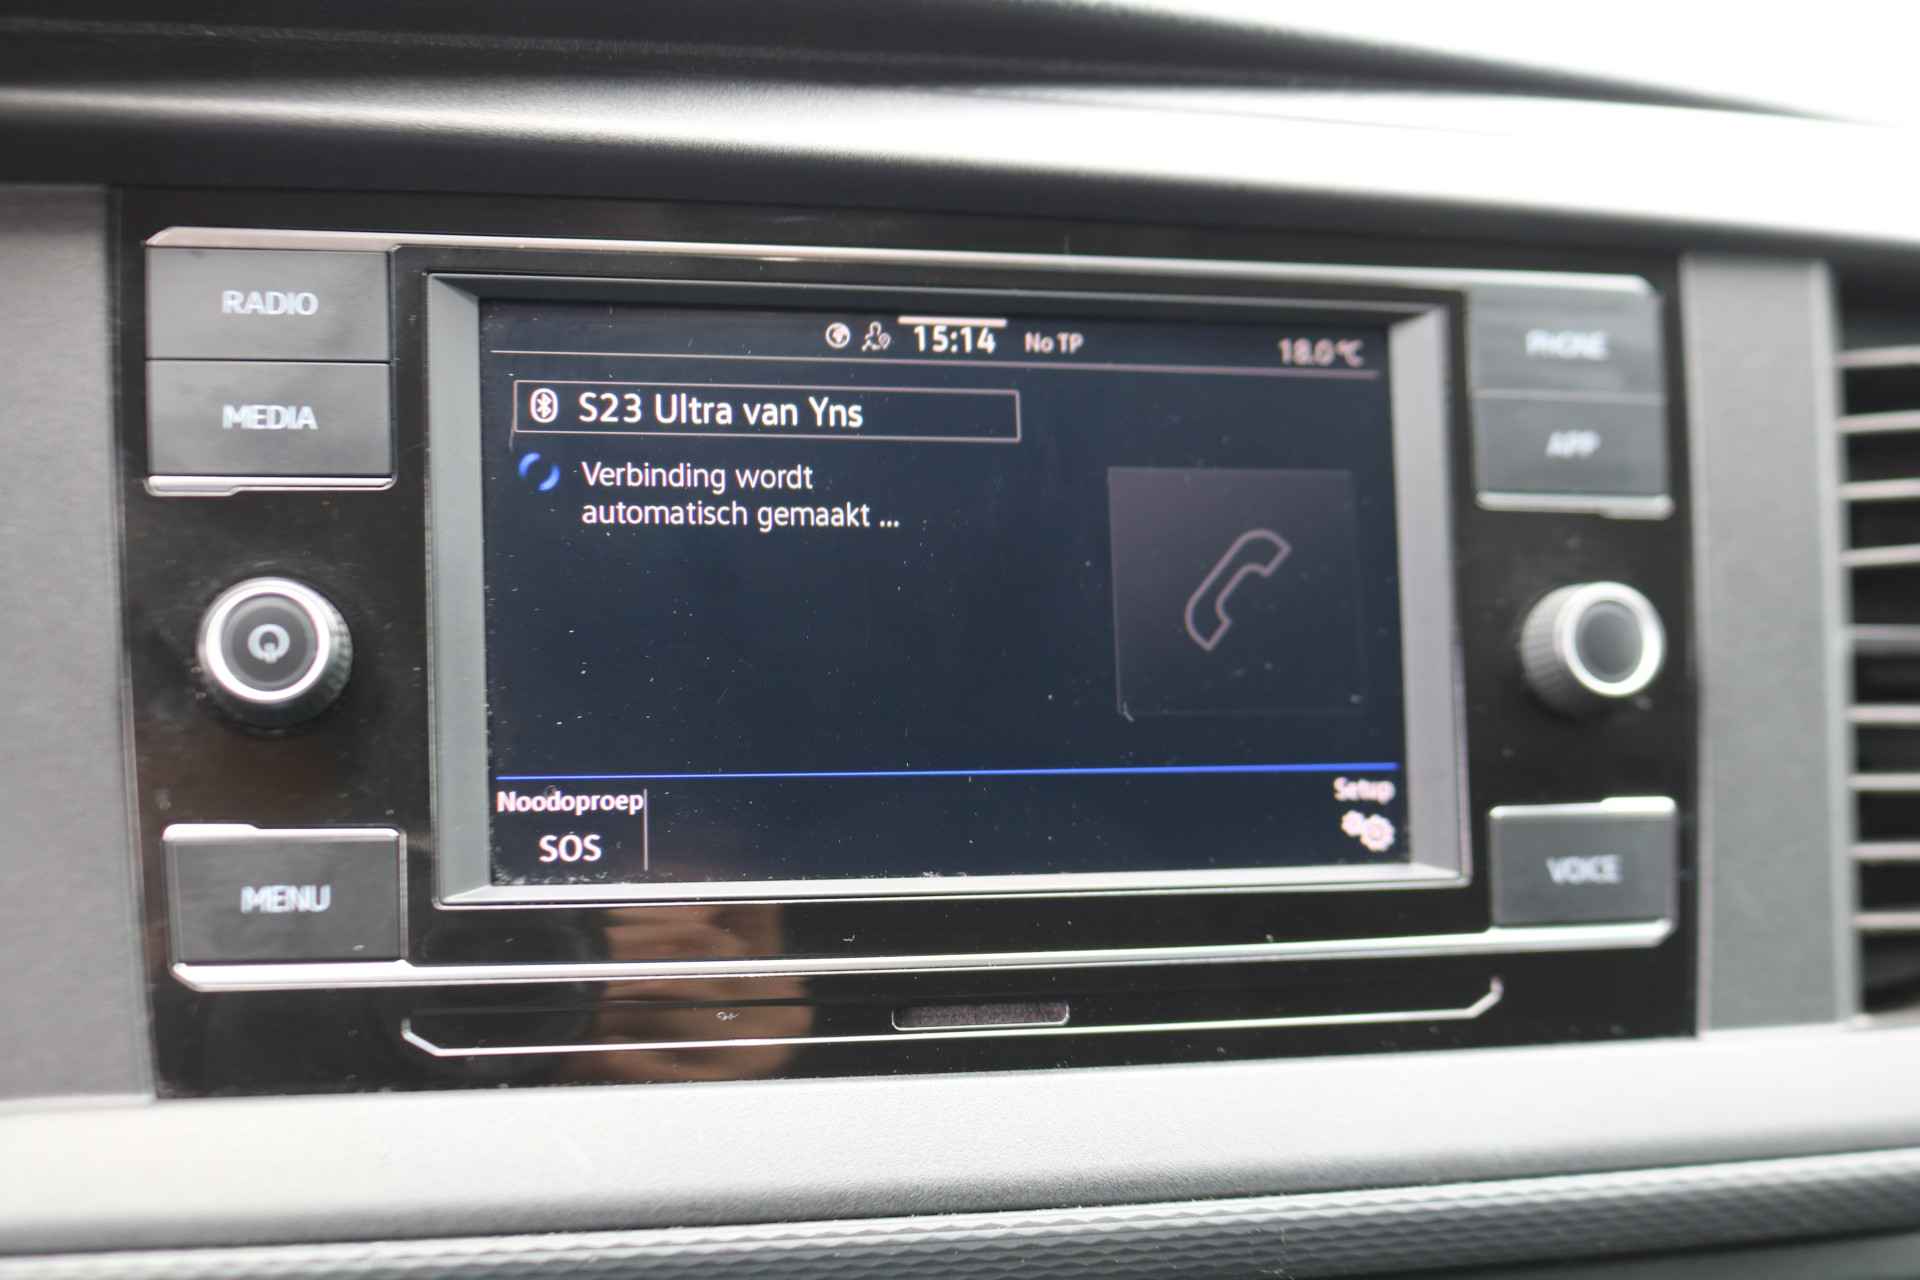 RADIO
MEDIA
MENU
15:14 No TP 18.0 °C
S23 Ultra van Yns
Verbinding wordt
automatisch gemaakt ...
Noodoproep
SOS
Setup
PHONE
APP
VOICE